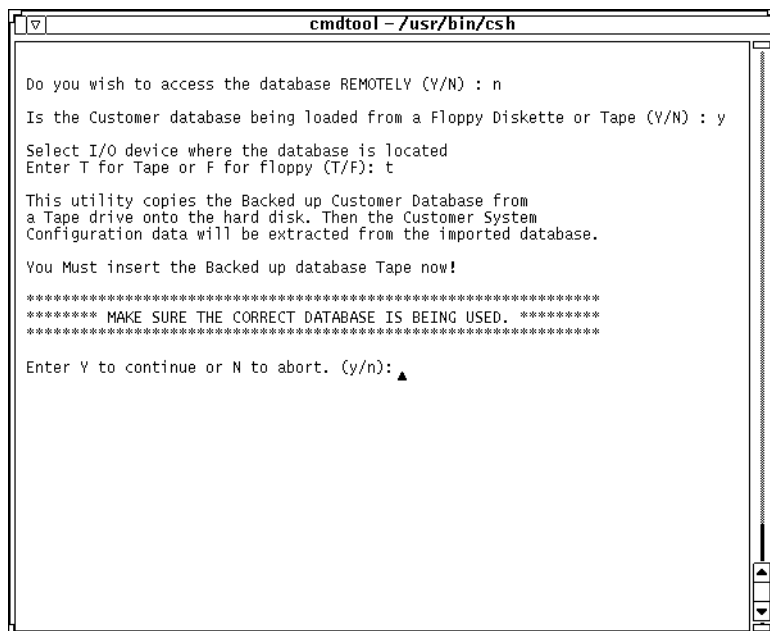 cmdtool – /usr/bin/csh
Do you wish to access the database REMOTELY (Y/N) : n
Is the Customer database being loaded from a Floppy Diskette or Tape (Y/N) : y
Select I/O device where the database is located
Enter T for Tape or F for floppy (T/F): t
This utility copies the Backed up Customer Database from
a Tape drive onto the hard disk. Then the Customer System
Configuration data will be extracted from the imported database.
You Must insert the Backed up database Tape now!
****************************************************************
******** MAKE SURE THE CORRECT DATABASE IS BEING USED. *********
****************************************************************
Enter Y to continue or N to abort. (y/n):